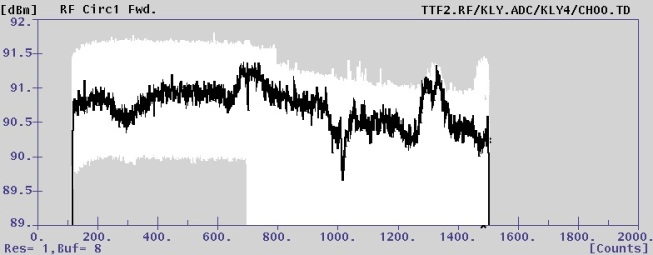 [dBm] RF Circ1 Fwd. TTF2.RF/KLY.ADC/KLY4/CH00.TD
92.
91.5
91.
90.5
90.
89.5
89.
0. 200. 400. 600. 800. 1000. 1200. 1400. 1600. 1800. 2000.
Res= 1,Buf= 8 [Counts]